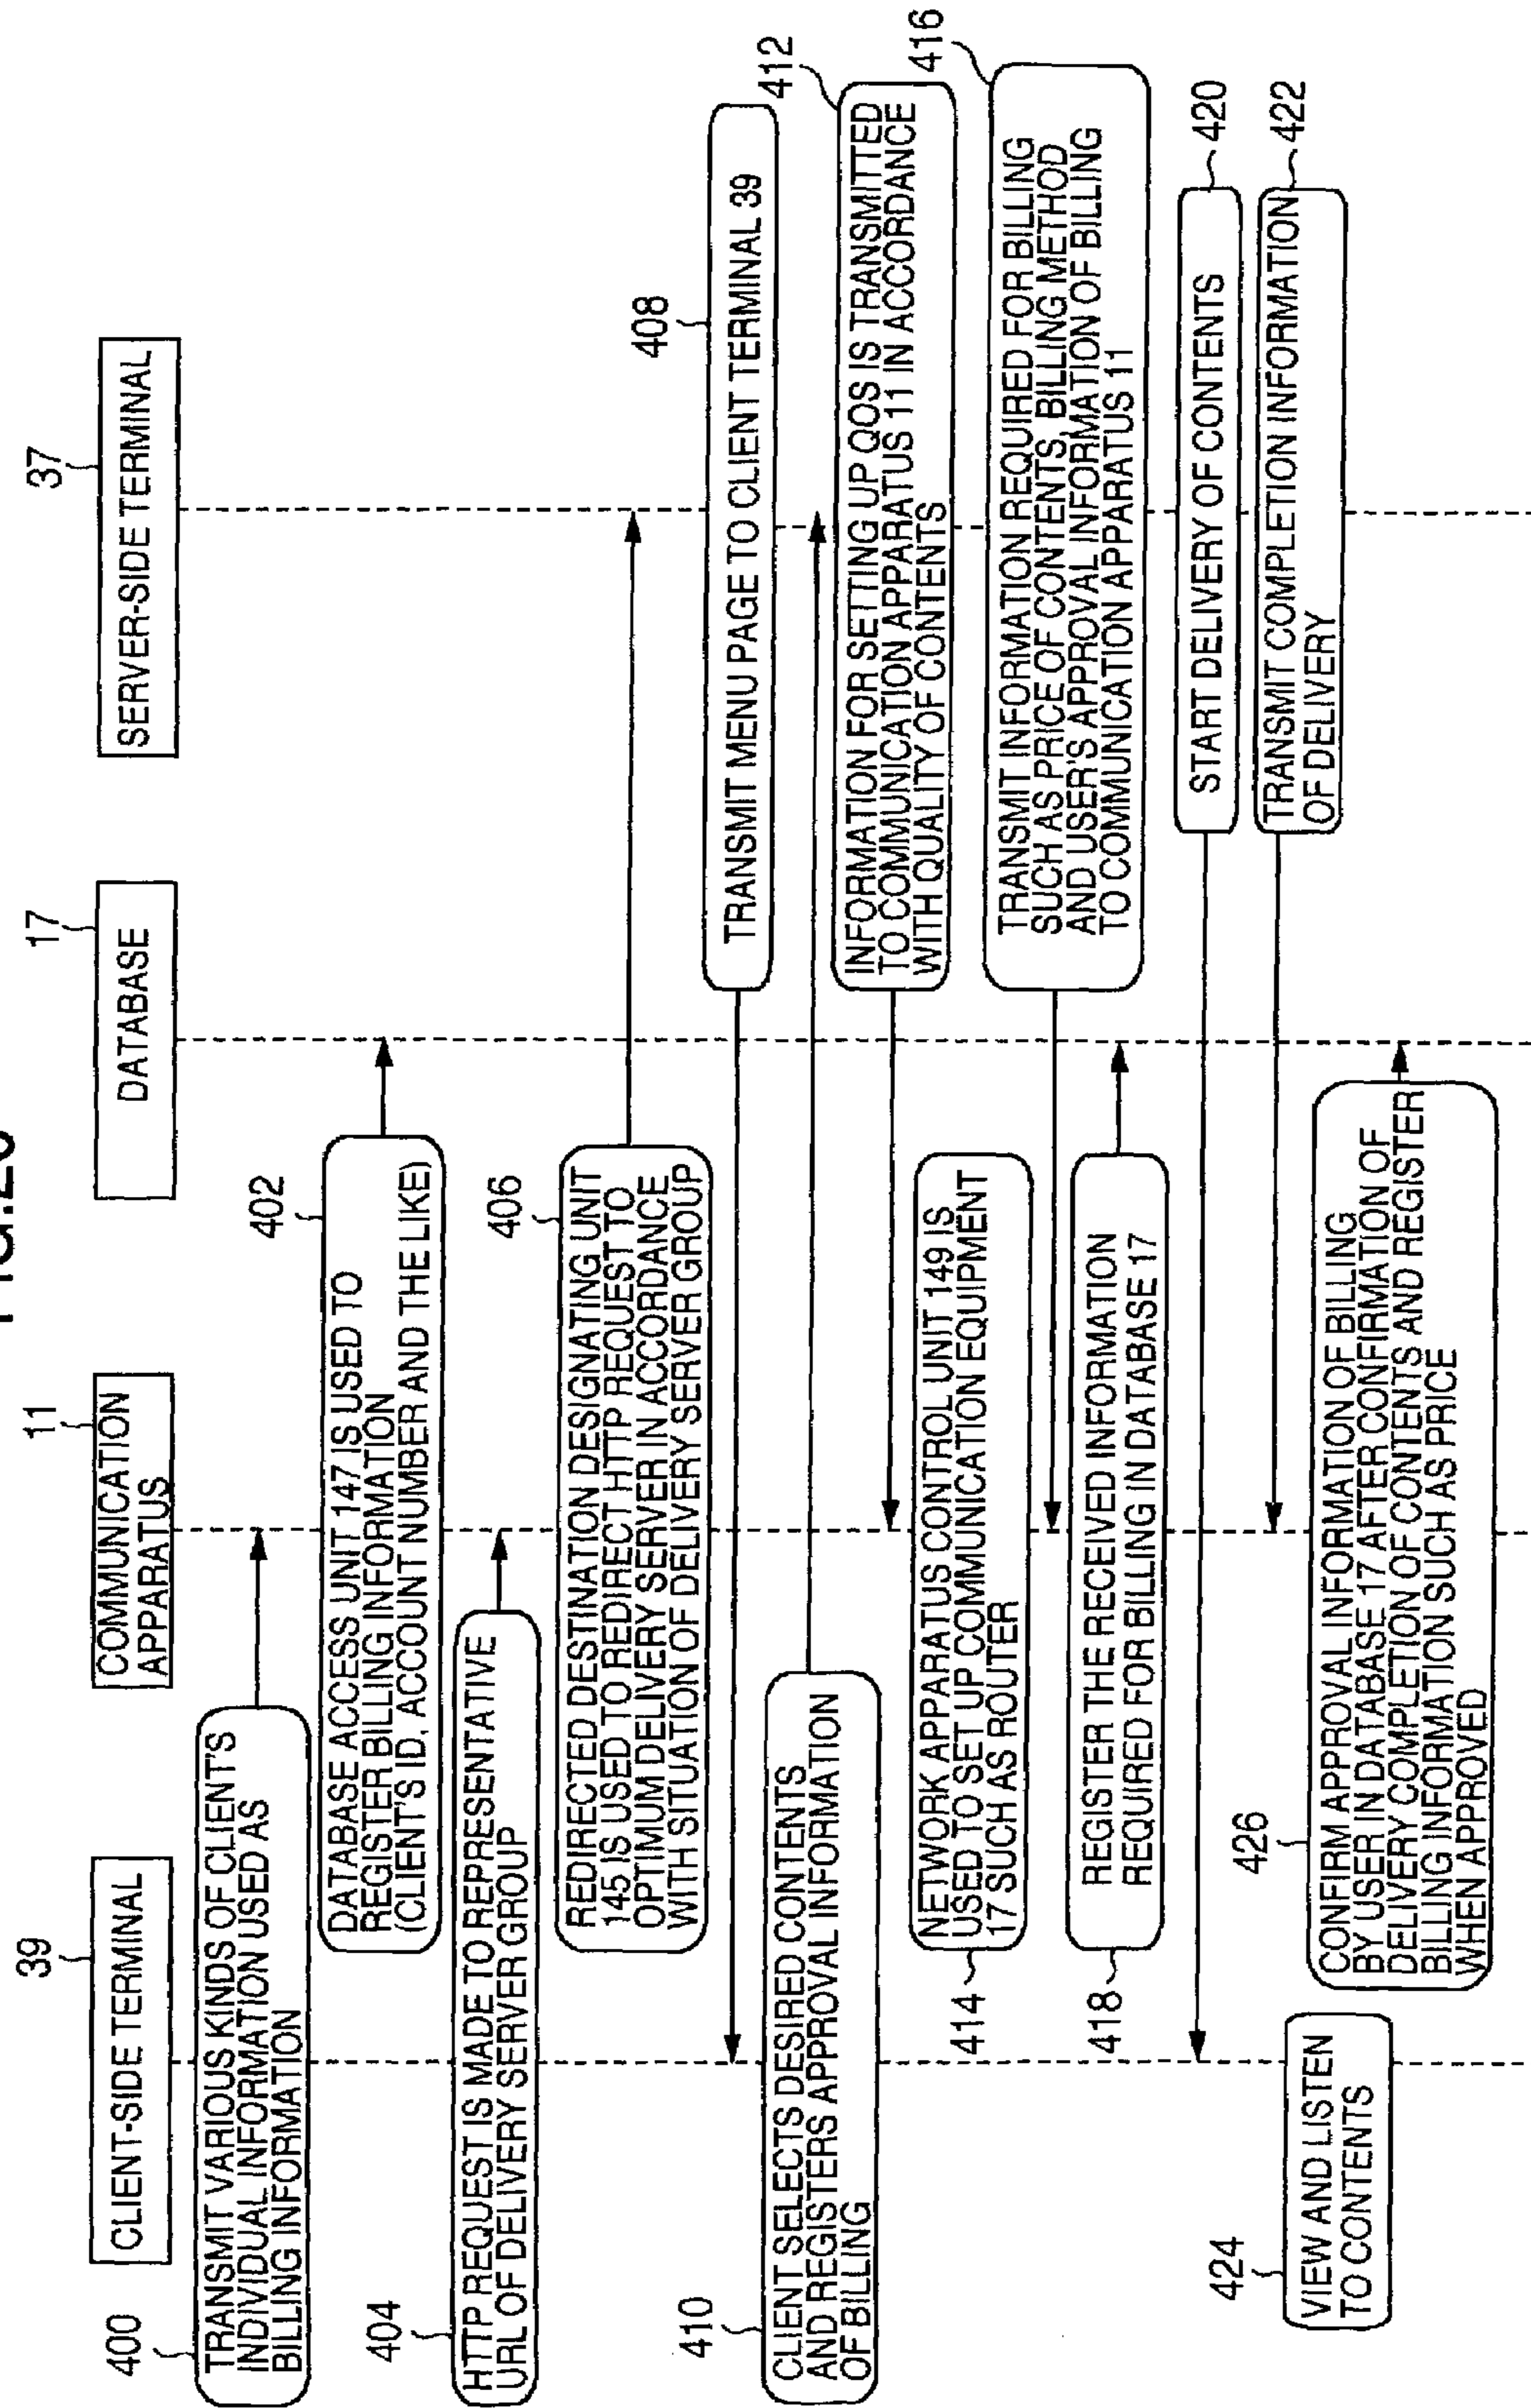 39
CLIENT-SIDE TERMINAL
11
COMMUNICATION
APPARATUS
17
DATABASE
37
SERVER-SIDE TERMINAL
400
TRANSMIT VARIOUS KINDS OF CLIENT'S
INDIVIDUAL INFORMATION USED AS
BILLING INFORMATION
402
DATABASE ACCESS UNIT 147 IS USED TO
REGISTER BILLING INFORMATION
(CLIENT'S ID, ACCOUNT NUMBER AND THE LIKE)
404
HTTP REQUEST IS MADE TO REPRESENTATIVE
URL OF DELIVERY SERVER GROUP
406
REDIRECTED DESTINATION DESIGNATING UNIT
145 IS USED TO REDIRECT HTTP REQUEST TO
OPTIMUM DELIVERY SERVER IN ACCORDANCE
WITH SITUATION OF DELIVERY SERVER GROUP
408
TRANSMIT MENU PAGE TO CLIENT TERMINAL 39
410
CLIENT SELECTS DESIRED CONTENTS
AND REGISTERS APPROVAL INFORMATION
OF BILLING
412
INFORMATION FOR SETTING UP QOS IS TRANSMITTED
TO COMMUNICATION APPARATUS 11 IN ACCORDANCE
WITH QUALITY OF CONTENTS
414
NETWORK APPARATUS CONTROL UNIT 149 IS
USED TO SET UP COMMUNICATION EQUIPMENT
17 SUCH AS ROUTER
416
TRANSMIT INFORMATION REQUIRED FOR BILLING
SUCH AS PRICE OF CONTENTS, BILLING METHOD
AND USER'S APPROVAL INFORMATION OF BILLING
TO COMMUNICATION APPARATUS 11
418
REGISTER THE RECEIVED INFORMATION
REQUIRED FOR BILLING IN DATABASE 17
420
START DELIVERY OF CONTENTS
422
TRANSMIT COMPLETION INFORMATION
OF DELIVERY
424
VIEW AND LISTEN
TO CONTENTS
426
CONFIRM APPROVAL INFORMATION OF BILLING
BY USER IN DATABASE 17 AFTER CONFIRMATION OF
DELIVERY COMPLETION OF CONTENTS AND REGISTER
BILLING INFORMATION SUCH AS PRICE
WHEN APPROVED